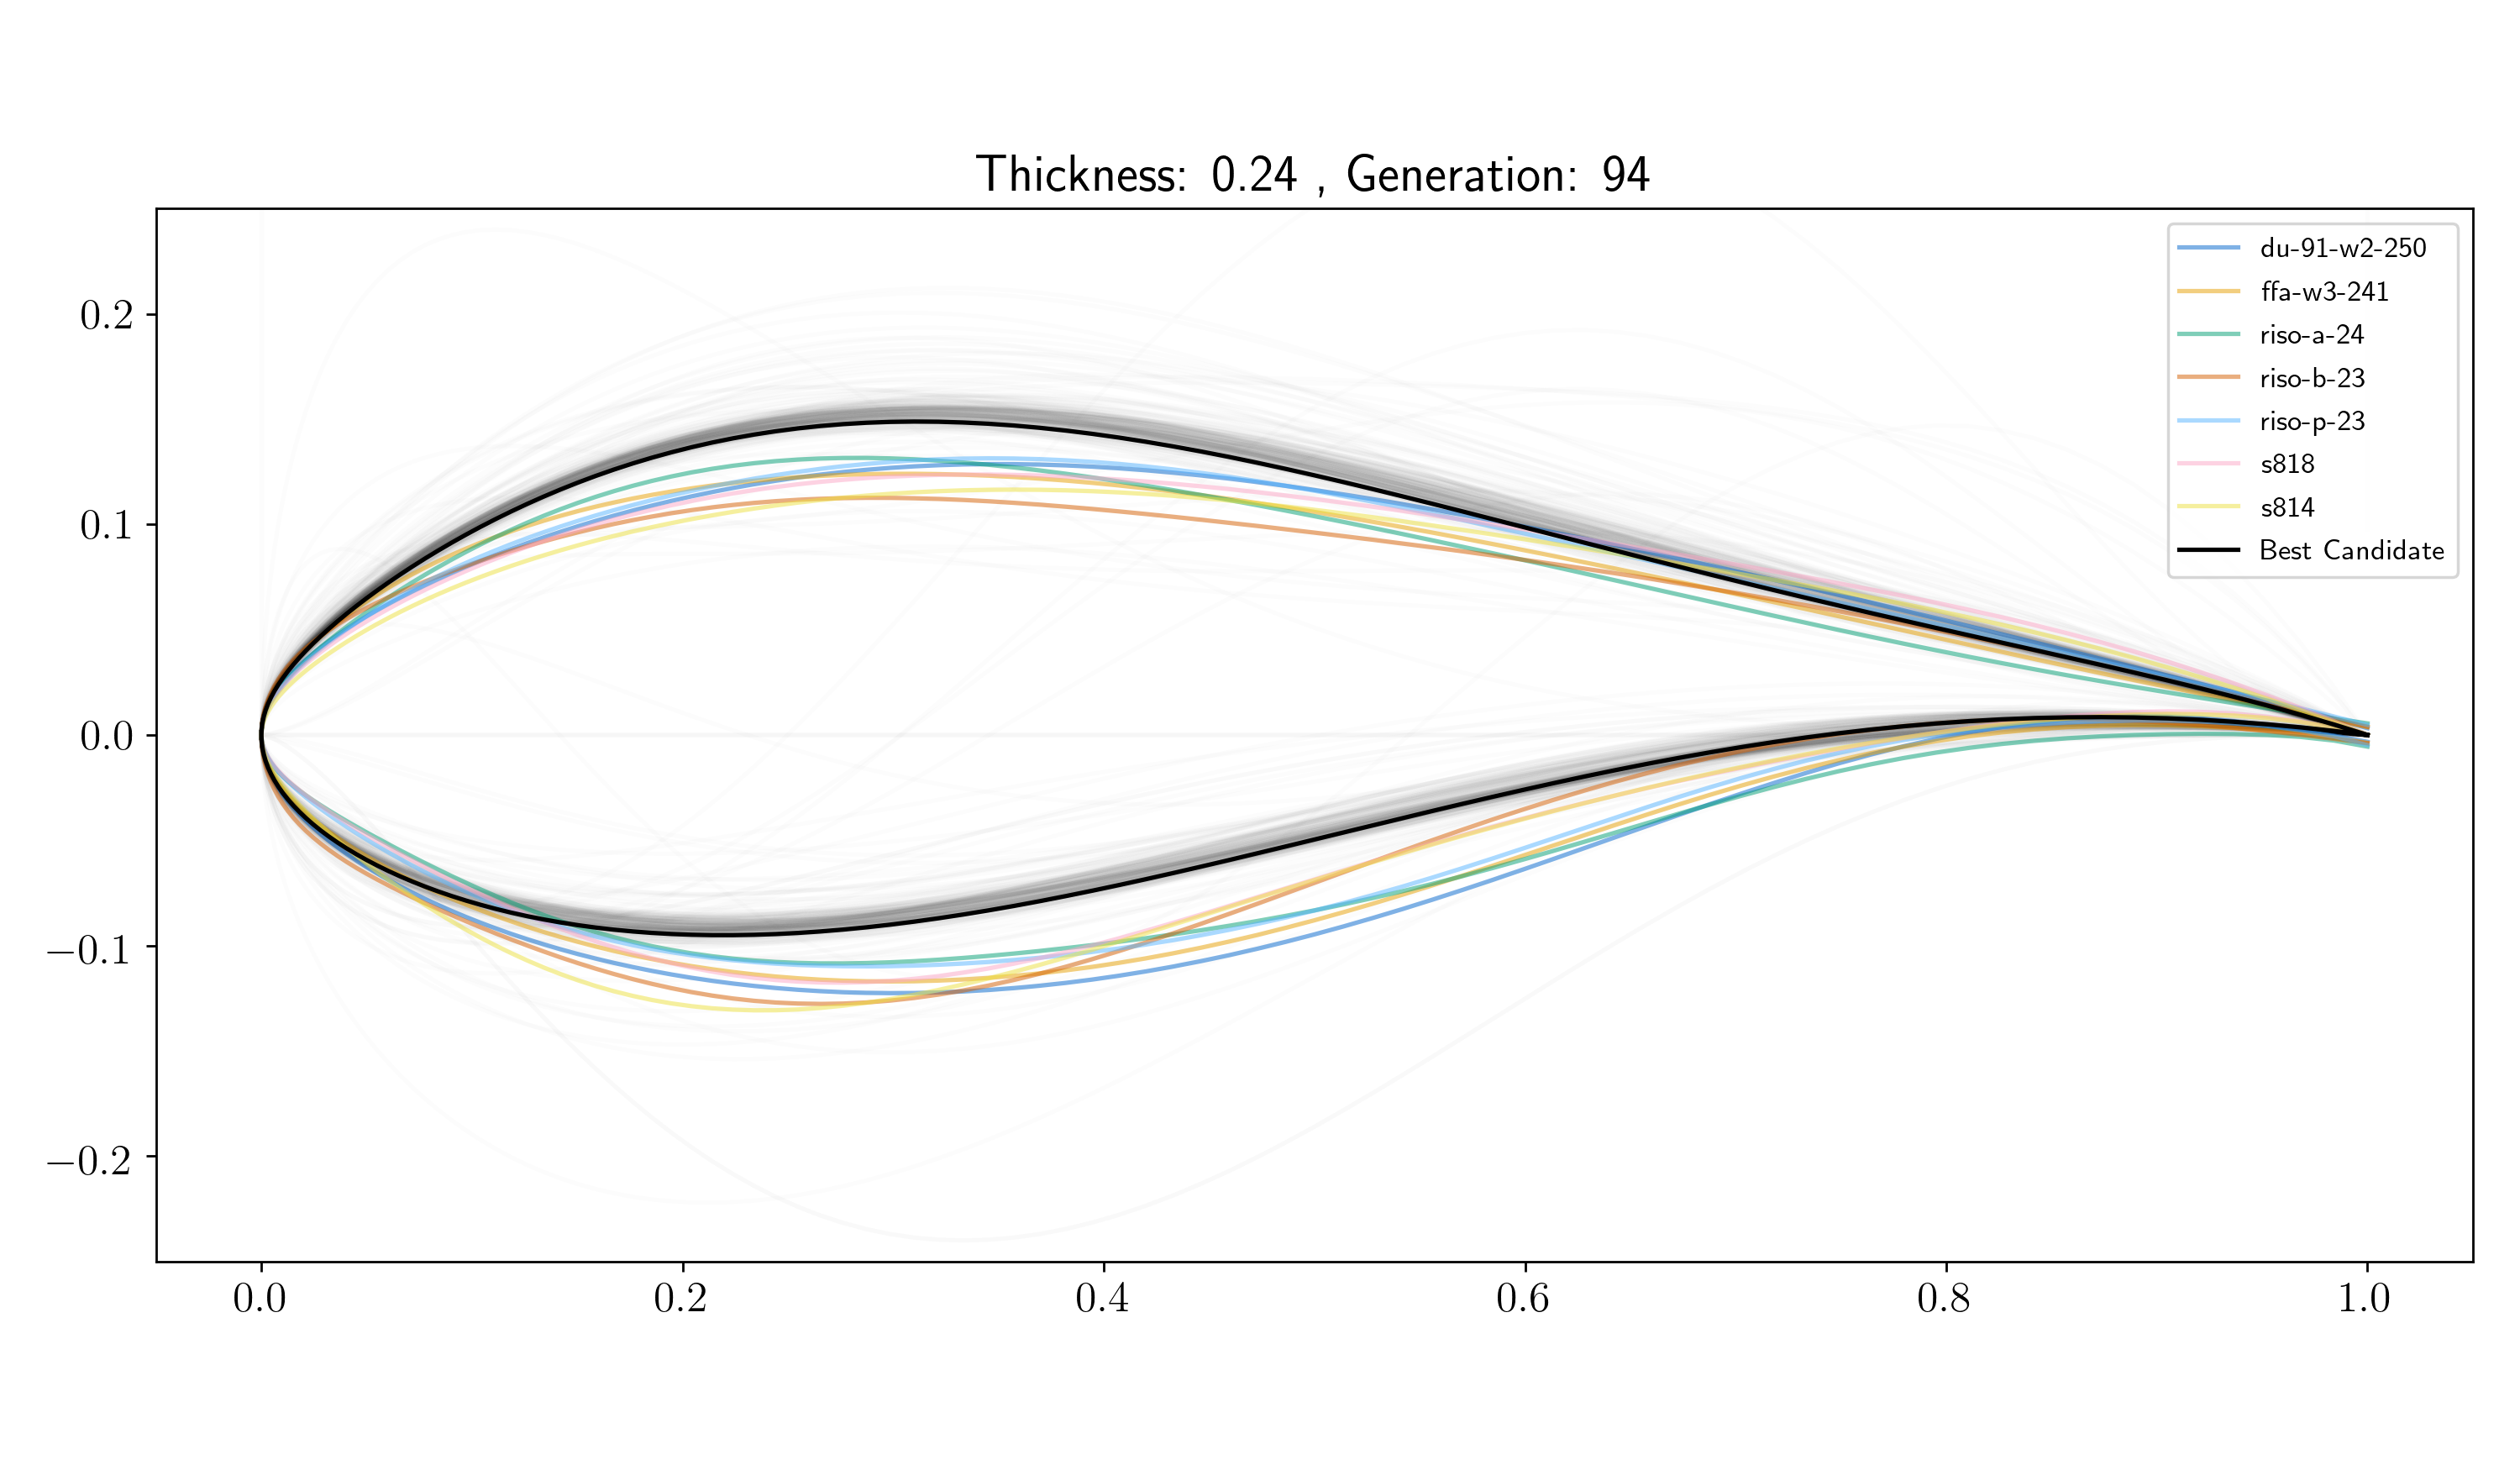 Thickness: 0.24 , Generation: 94
du-91-w2-250
ffa-w3-241
riso-a-24
riso-b-23
riso-p-23
s818
s814
Best Candidate
0.2
0.1
0.0
−0.1
−0.2
0.0 0.2 0.4 0.6 0.8 1.0